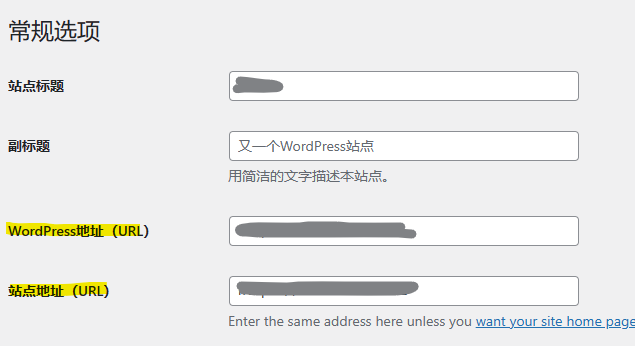 常规选项
站点标题
副标题
又一个WordPress站点
用简洁的文字描述本站点。
WordPress地址（URL）
站点地址（URL）
Enter the same address here unless you want your site home page